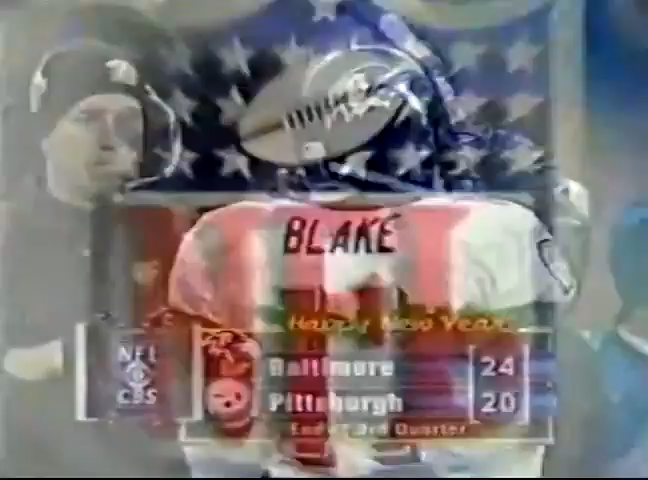 BLAKE
Happy New Year
NFL
CBS
Baltimore 24
Pittsburgh 20
End of 3rd Quarter